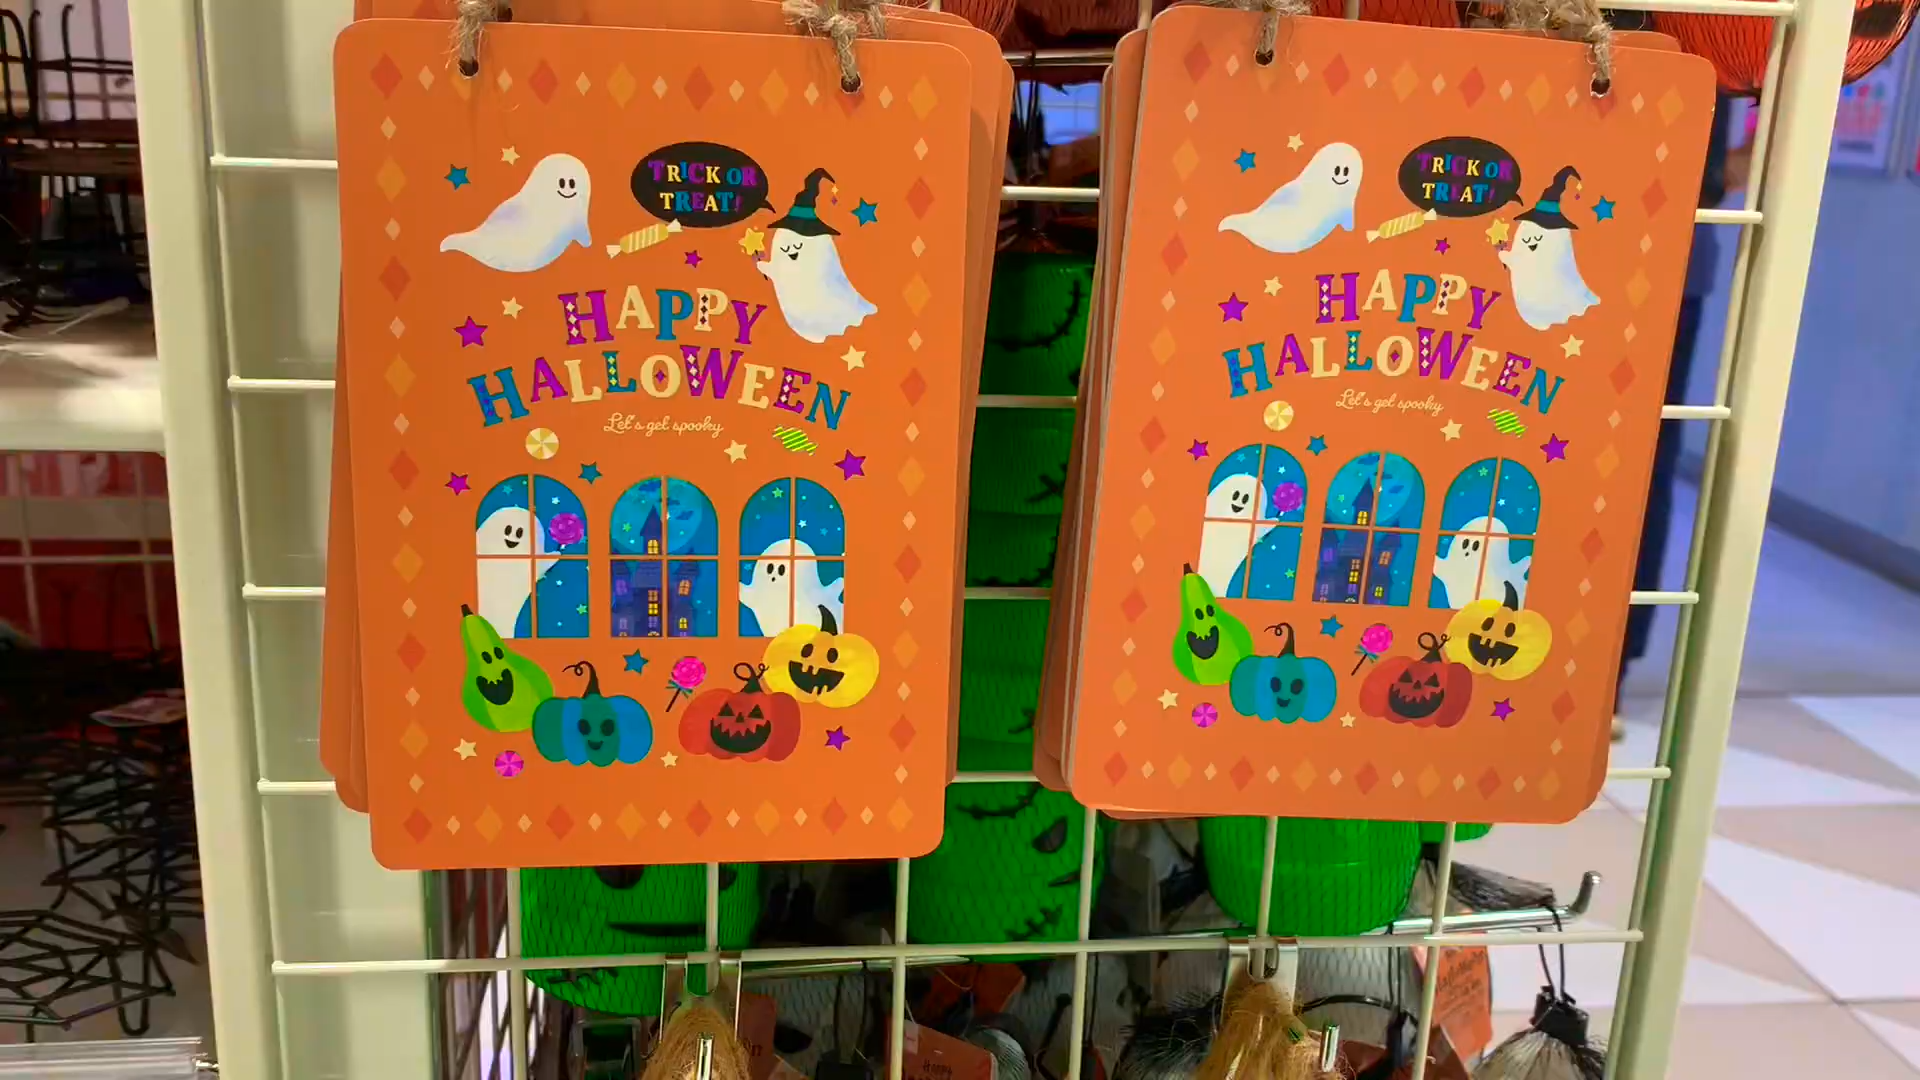 TRICK OR
TREAT!
HAPPY
HALLOWEEN
Let's get spooky
TRICK OR
TREAT!
HAPPY
HALLOWEEN
Let's get spooky